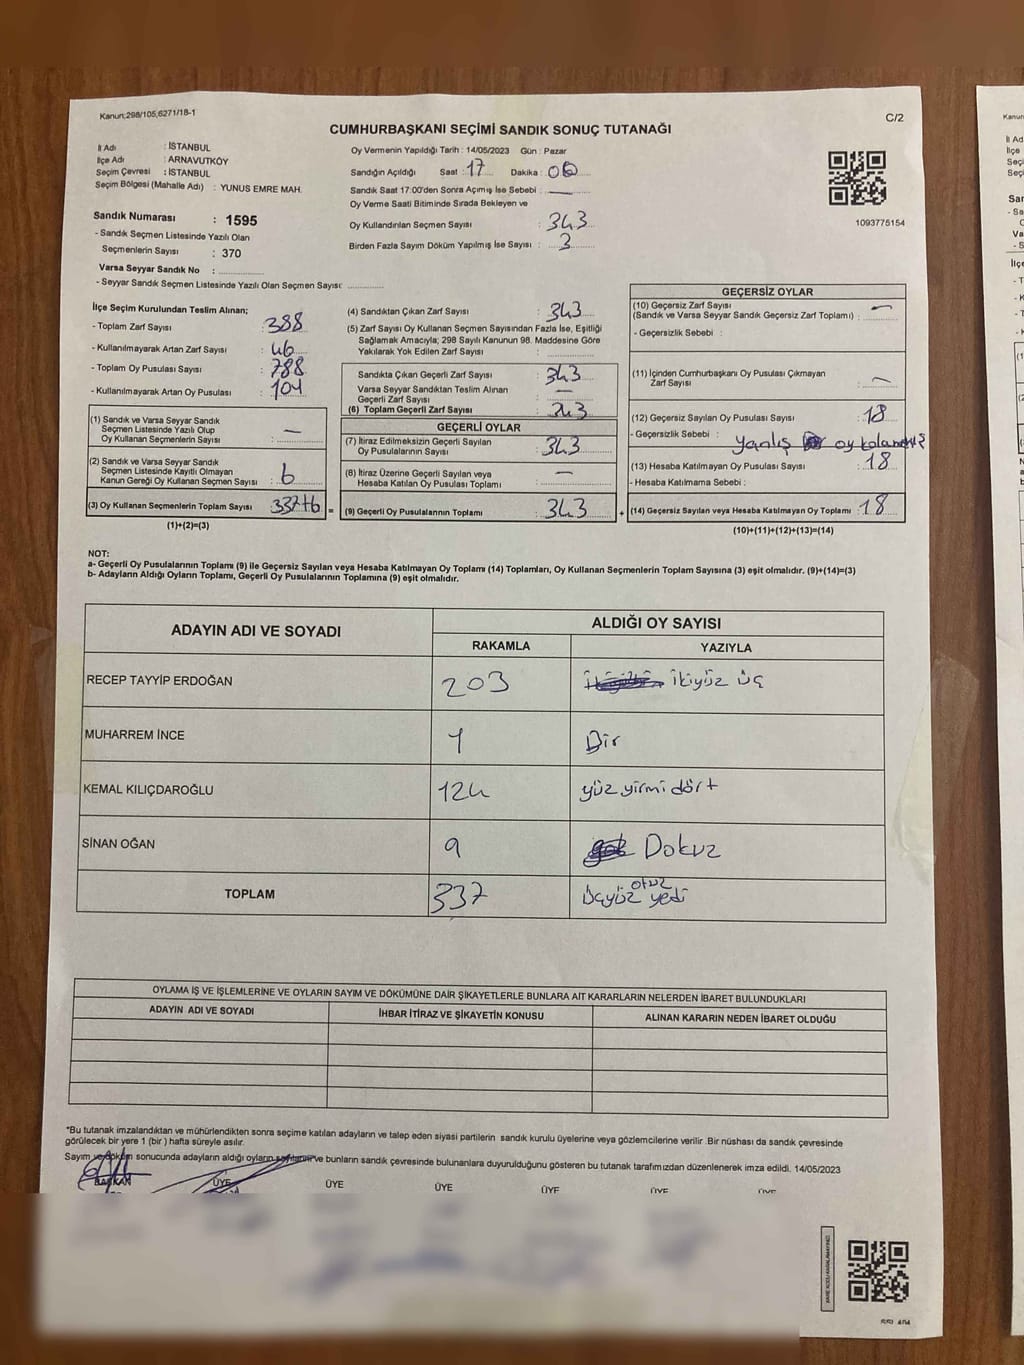 Kanun;298/105,6271/18-1
C/2
CUMHURBAŞKANI SEÇİMİ SANDIK SONUÇ TUTANAĞI
İl Adı : İSTANBUL
İlçe Adı : ARNAVUTKÖY
Seçim Çevresi : İSTANBUL
Seçim Bölgesi (Mahalle Adı) : YUNUS EMRE MAH.
Sandık Numarası : 1595
- Sandık Seçmen Listesinde Yazılı Olan
Seçmenlerin Sayısı : 370
Varsa Seyyar Sandık No : ..............
- Seyyar Sandık Seçmen Listesinde Yazılı Olan Seçmen Sayısı: ..............
Oy Vermenin Yapıldığı Tarih : 14/05/2023 Gün : Pazar
Sandığın Açıldığı Saat : 17 Dakika : 00
Sandık Saat 17:00'den Sonra Açımış İse Sebebi : —
Oy Verme Saati Bitiminde Sırada Bekleyen ve
Oy Kullandırılan Seçmen Sayısı : 343
Birden Fazla Sayım Döküm Yapılmış İse Sayısı : 3
1093775154
İlçe Seçim Kurulundan Teslim Alınan;
- Toplam Zarf Sayısı : 388
- Kullanılmayarak Artan Zarf Sayısı : 46
- Toplam Oy Pusulası Sayısı : 788
- Kullanılmayarak Artan Oy Pusulası : 104
(1) Sandık ve Varsa Seyyar Sandık
Seçmen Listesinde Yazılı Olup
Oy Kullanan Seçmenlerin Sayısı : —
(2) Sandık ve Varsa Seyyar Sandık
Seçmen Listesinde Kayıtlı Olmayan
Kanun Gereği Oy Kullanan Seçmen Sayısı : 6
(3) Oy Kullanan Seçmenlerin Toplam Sayısı : 337+6 =
(1)+(2)=(3)
(4) Sandıktan Çıkan Zarf Sayısı : 343
(5) Zarf Sayısı Oy Kullanan Seçmen Sayısından Fazla İse, Eşitliği
Sağlamak Amacıyla; 298 Sayılı Kanunun 98. Maddesine Göre
Yakılarak Yok Edilen Zarf Sayısı : ..............
Sandıkta Çıkan Geçerli Zarf Sayısı : 343
Varsa Seyyar Sandıktan Teslim Alınan
Geçerli Zarf Sayısı : —
(6) Toplam Geçerli Zarf Sayısı : 343
GEÇERLİ OYLAR
(7) İtiraz Edilmeksizin Geçerli Sayılan
Oy Pusulalarının Sayısı : 343
(8) İtiraz Üzerine Geçerli Sayılan veya
Hesaba Katılan Oy Pusulası Toplamı : —
(9) Geçerli Oy Pusulalarının Toplamı : 343 +
GEÇERSİZ OYLAR
(10) Geçersiz Zarf Sayısı
(Sandık ve Varsa Seyyar Sandık Geçersiz Zarf Toplamı) : —
- Geçersizlik Sebebi :
(11) İçinden Cumhurbaşkanı Oy Pusulası Çıkmayan
Zarf Sayısı : —
(12) Geçersiz Sayılan Oy Pusulası Sayısı : 18
- Geçersizlik Sebebi : yanlış oy
(13) Hesaba Katılmayan Oy Pusulası Sayısı : 18
- Hesaba Katılmama Sebebi :
(14) Geçersiz Sayılan veya Hesaba Katılmayan Oy Toplamı : 18
(10)+(11)+(12)+(13)=(14)
NOT:
a- Geçerli Oy Pusulalarının Toplamı (9) ile Geçersiz Sayılan veya Hesaba Katılmayan Oy Toplamı (14) Toplamları, Oy Kullanan Seçmenlerin Toplam Sayısına (3) eşit olmalıdır. (9)+(14)=(3)
b- Adayların Aldığı Oyların Toplamı, Geçerli Oy Pusulalarının Toplamına (9) eşit olmalıdır.
ADAYIN ADI VE SOYADI
ALDIĞI OY SAYISI
RAKAMLA YAZIYLA
RECEP TAYYİP ERDOĞAN 203 İkiyüz üç
MUHARREM İNCE 1 Bir
KEMAL KILIÇDAROĞLU 124 yüz yirmi dört
SİNAN OĞAN 9 Dokuz
TOPLAM 337 üçyüz otuz yedi
OYLAMA İŞ VE İŞLEMLERİNE VE OYLARIN SAYIM VE DÖKÜMÜNE DAİR ŞİKAYETLERLE BUNLARA AİT KARARLARIN NELERDEN İBARET BULUNDUKLARI
ADAYIN ADI VE SOYADI İHBAR İTİRAZ VE ŞİKAYETİN KONUSU ALINAN KARARIN NEDEN İBARET OLDUĞU
*Bu tutanak imzalandıktan ve mühürlendikten sonra seçime katılan adayların ve talep eden siyasi partilerin sandık kurulu üyelerine veya gözlemcilerine verilir .Bir nüshası da sandık çevresinde
görülecek bir yere 1 (bir ) hafta süreyle asılır.
Sayım ve döküm sonucunda adayların aldığı oyların sayılarını ve bunların sandık çevresinde bulunanlara duyurulduğunu gösteren bu tutanak tarafımızdan düzenlenerek imza edildi. 14/05/2023
BAŞKAN ÜYE ÜYE ÜYE ÜYE ÜYE ÜYE